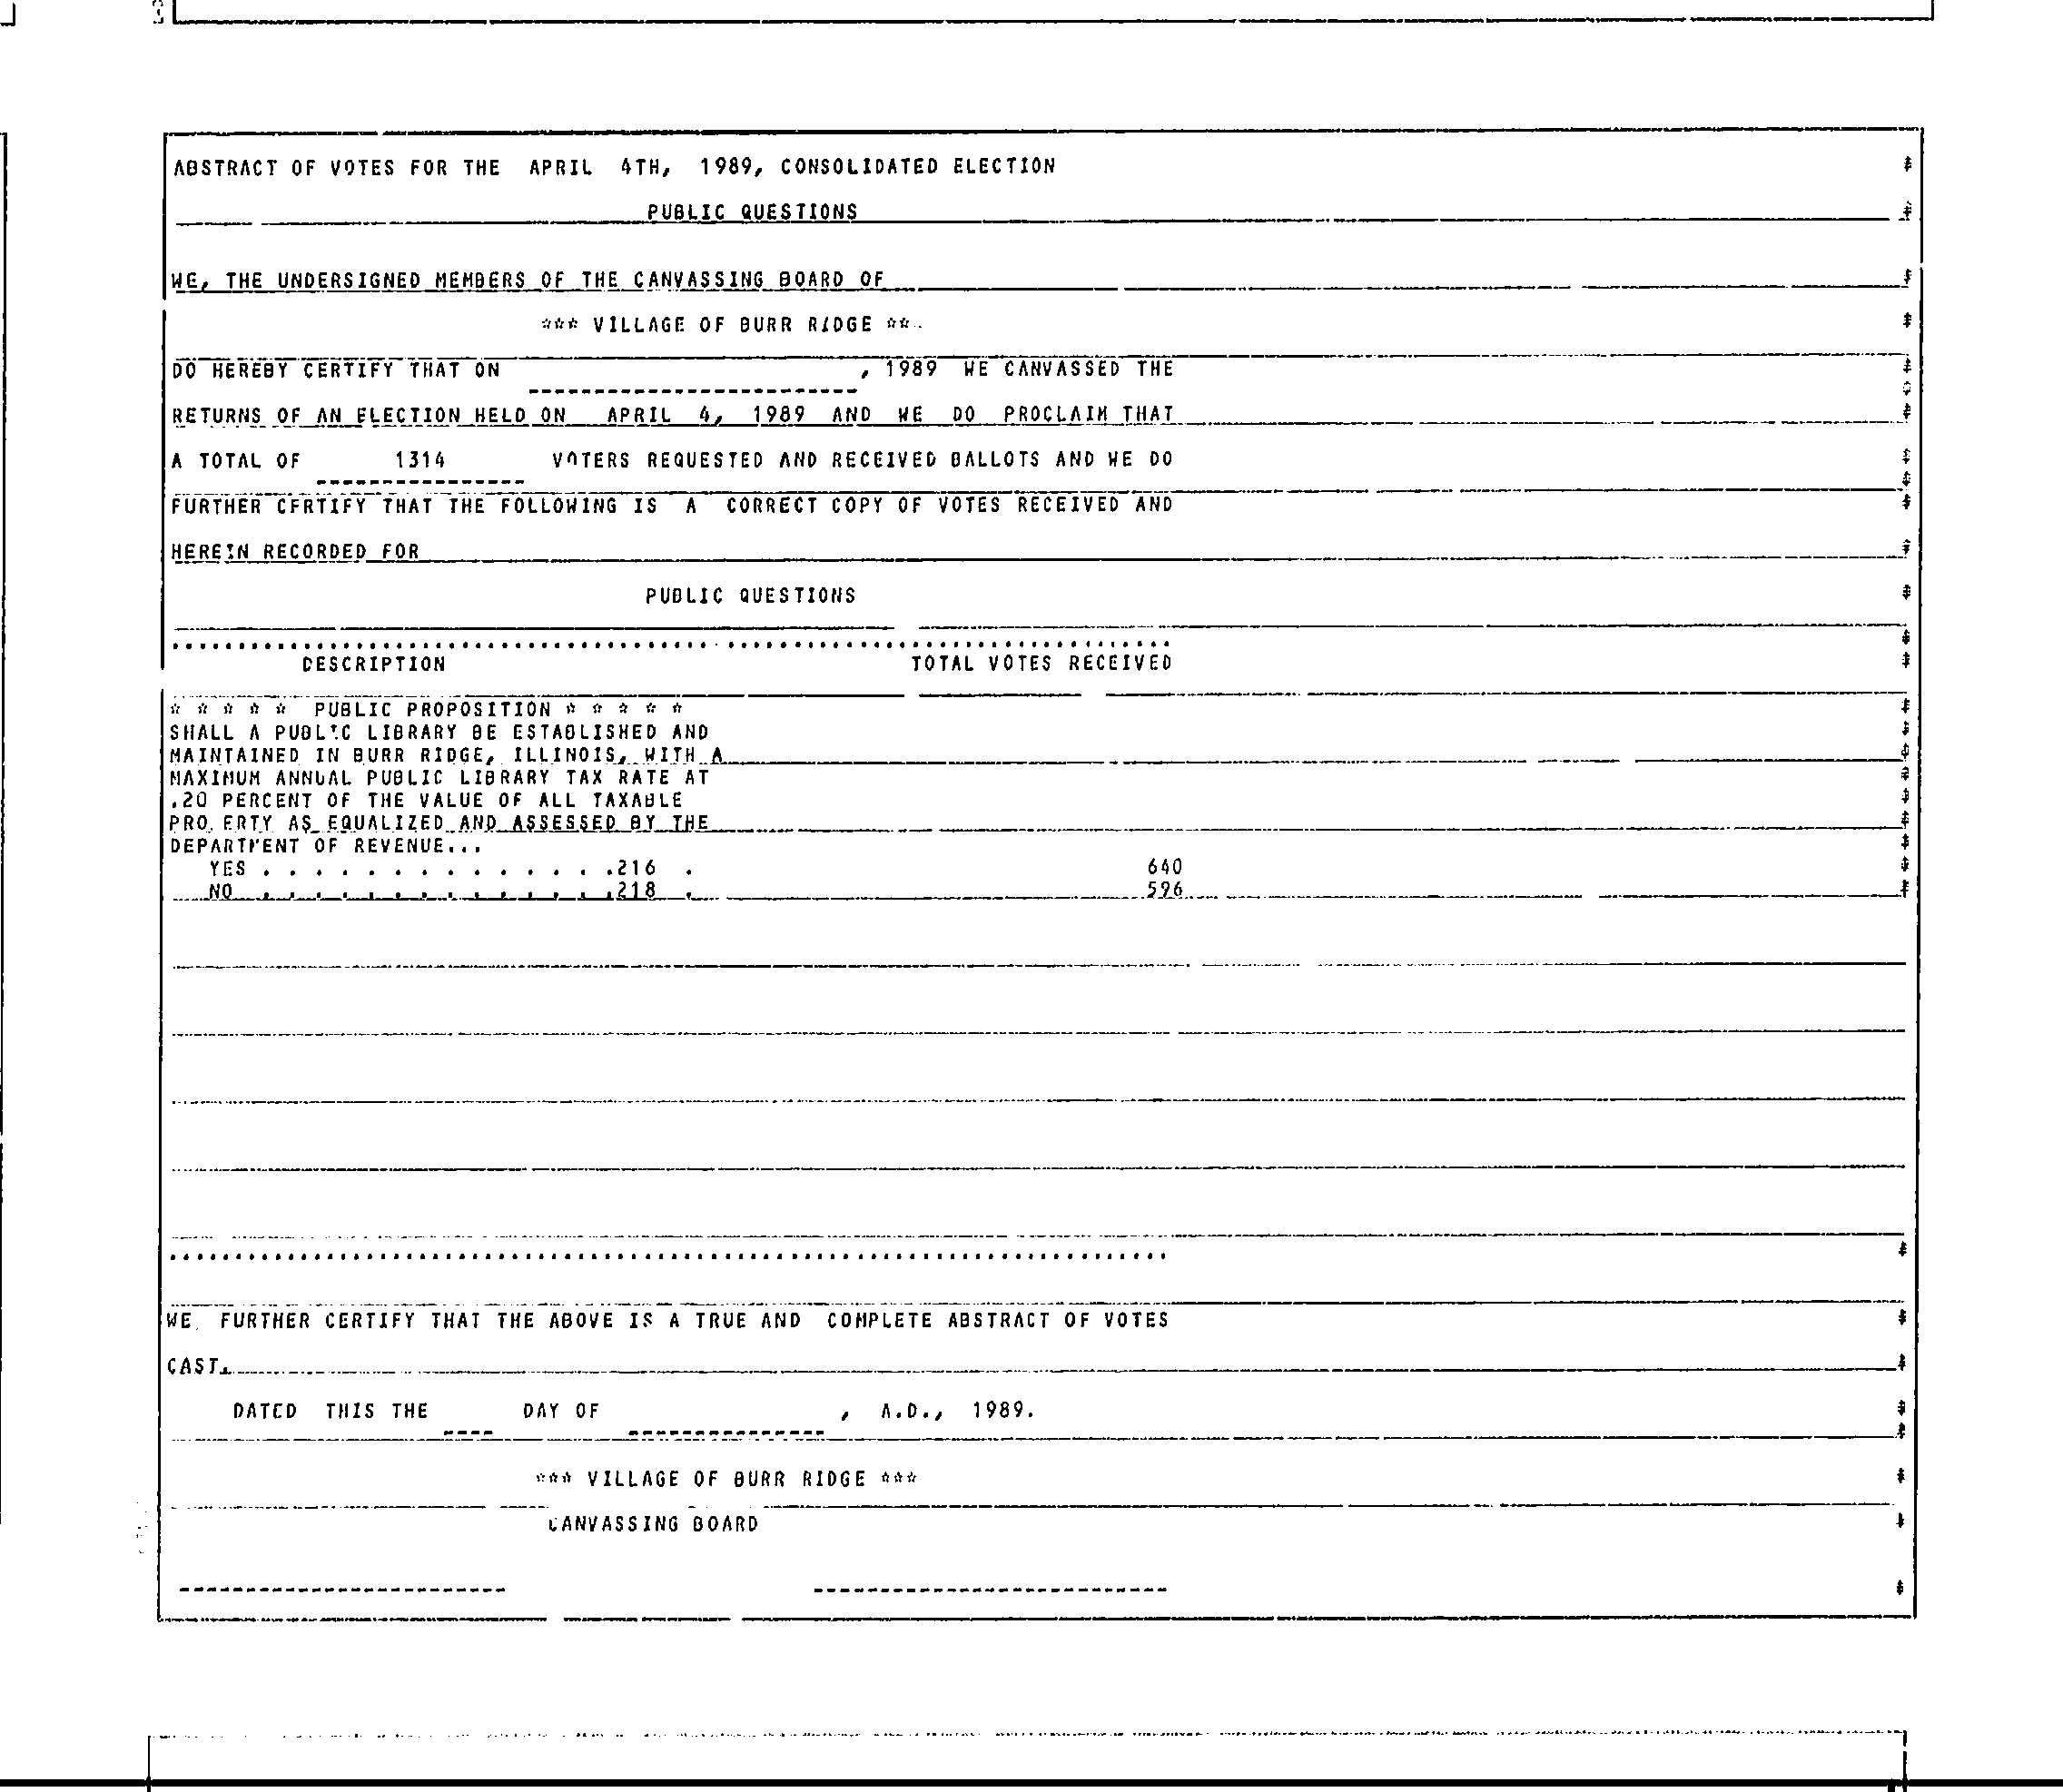 ABSTRACT OF VOTES FOR THE APRIL 4TH, 1989, CONSOLIDATED ELECTION
PUBLIC QUESTIONS
WE, THE UNDERSIGNED MEMBERS OF THE CANVASSING BOARD OF
*** VILLAGE OF BURR RIDGE **
DO HEREBY CERTIFY THAT ON , 1989 WE CANVASSED THE
RETURNS OF AN ELECTION HELD ON APRIL 4, 1989 AND WE DO PROCLAIM THAT
A TOTAL OF 1314 VOTERS REQUESTED AND RECEIVED BALLOTS AND WE DO
FURTHER CERTIFY THAT THE FOLLOWING IS A CORRECT COPY OF VOTES RECEIVED AND
HEREIN RECORDED FOR
PUBLIC QUESTIONS
DESCRIPTION TOTAL VOTES RECEIVED
* * * * * PUBLIC PROPOSITION * * * * *
SHALL A PUBLIC LIBRARY BE ESTABLISHED AND
MAINTAINED IN BURR RIDGE, ILLINOIS, WITH A
MAXIMUM ANNUAL PUBLIC LIBRARY TAX RATE AT
.20 PERCENT OF THE VALUE OF ALL TAXABLE
PROPERTY AS EQUALIZED AND ASSESSED BY THE
DEPARTMENT OF REVENUE...
YES . . . . . . . . . . . . . .216 . 640
NO . . . . . . . . . . . . . .218 . 596
WE FURTHER CERTIFY THAT THE ABOVE IS A TRUE AND COMPLETE ABSTRACT OF VOTES
CAST.
DATED THIS THE ---- DAY OF --------------- , A.D., 1989.
*** VILLAGE OF BURR RIDGE ***
CANVASSING BOARD